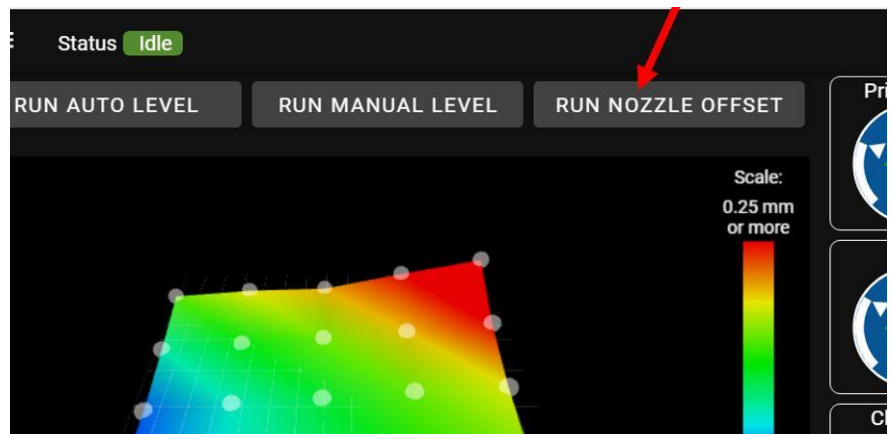 Status Idle
RUN AUTO LEVEL
RUN MANUAL LEVEL
RUN NOZZLE OFFSET
Scale:
0.25 mm
or more